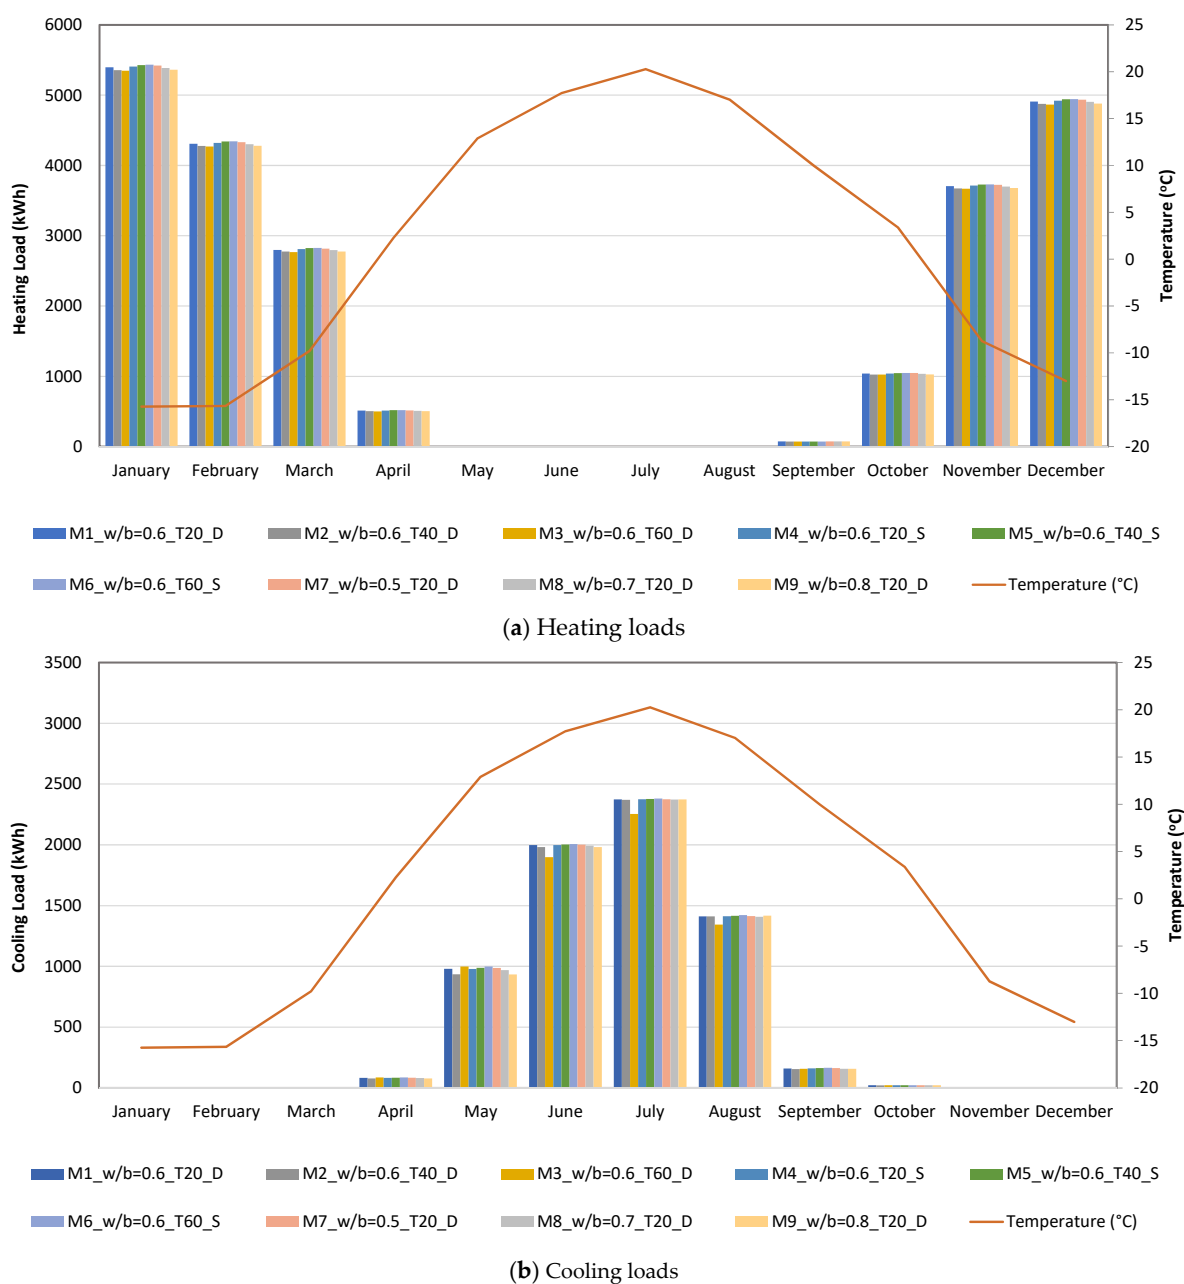 6000
5000
4000
3000
2000
1000
0
Heating Load (kWh)
25
20
15
10
5
0
-5
-10
-15
-20
Temperature (°C)
January February March April May June July August September October November December
M1_w/b=0.6_T20_D M2_w/b=0.6_T40_D M3_w/b=0.6_T60_D M4_w/b=0.6_T20_S M5_w/b=0.6_T40_S
M6_w/b=0.6_T60_S M7_w/b=0.5_T20_D M8_w/b=0.7_T20_D M9_w/b=0.8_T20_D Temperature (°C)
(a) Heating loads
3500
3000
2500
2000
1500
1000
500
0
Cooling Load (kWh)
25
20
15
10
5
0
-5
-10
-15
-20
Temperature (°C)
January February March April May June July August September October November December
M1_w/b=0.6_T20_D M2_w/b=0.6_T40_D M3_w/b=0.6_T60_D M4_w/b=0.6_T20_S M5_w/b=0.6_T40_S
M6_w/b=0.6_T60_S M7_w/b=0.5_T20_D M8_w/b=0.7_T20_D M9_w/b=0.8_T20_D Temperature (°C)
(b) Cooling loads